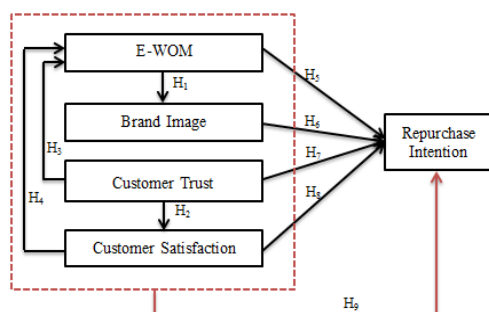 E-WOM
H1
H5
Brand Image
H6
Repurchase
Intention
H3
H7
Customer Trust
H4
H2
H8
Customer Satisfaction
H9